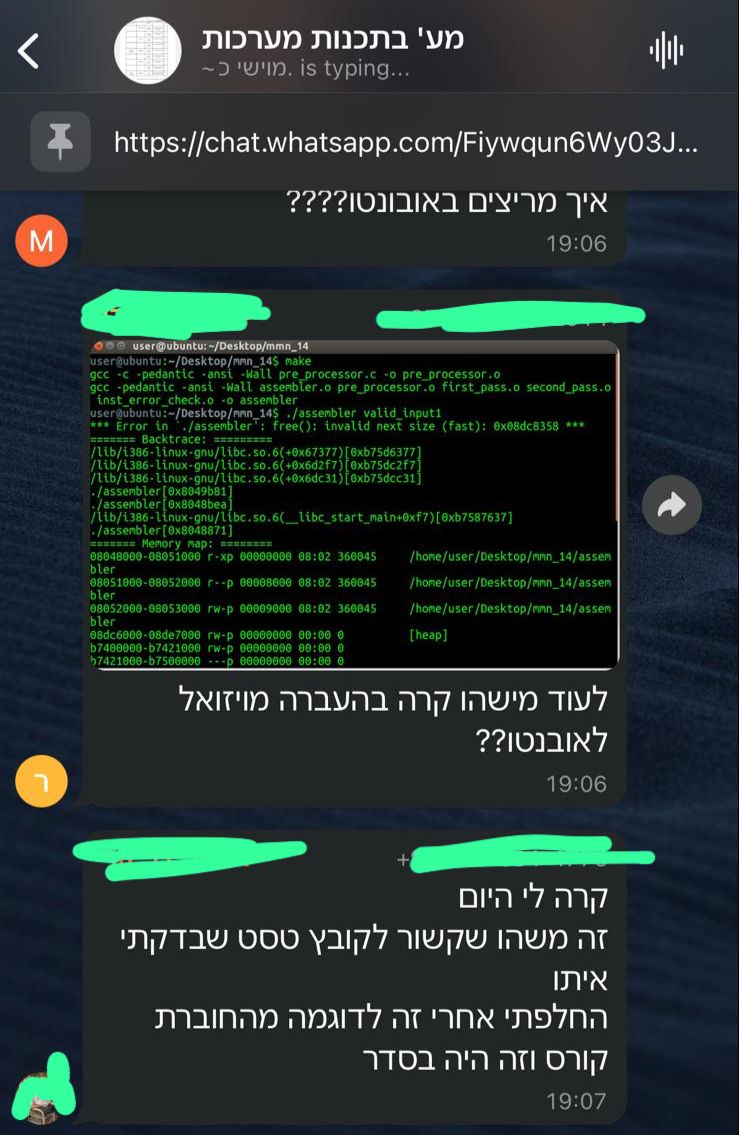 מע' בתכנות מערכות
~ מוישי כ. is typing...
https://chat.whatsapp.com/Fiywqun6Wy03J...
איך מריצים באובונטו????
19:06
M
user@ubuntu: ~/Desktop/mmn_14
user@ubuntu:~/Desktop/mmn_14$ make
gcc -c -pedantic -ansi -Wall pre_processor.c -o pre_processor.o
gcc -pedantic -ansi -Wall assembler.o pre_processor.o first_pass.o second_pass.o
inst_error_check.o -o assembler
user@ubuntu:~/Desktop/mmn_14$ ./assembler valid_input1
*** Error in `./assembler': free(): invalid next size (fast): 0x08dc8358 ***
======= Backtrace: =========
/lib/i386-linux-gnu/libc.so.6(+0x67377)[0xb75d6377]
/lib/i386-linux-gnu/libc.so.6(+0x6d2f7)[0xb75dc2f7]
/lib/i386-linux-gnu/libc.so.6(+0x6dc31)[0xb75dcc31]
./assembler[0x8049b81]
./assembler[0x8048bea]
/lib/i386-linux-gnu/libc.so.6(__libc_start_main+0xf7)[0xb7587637]
./assembler[0x8048871]
======= Memory map: ========
08048000-08051000 r-xp 00000000 08:02 360045 /home/user/Desktop/mmn_14/assem
bler
08051000-08052000 r--p 00008000 08:02 360045 /home/user/Desktop/mmn_14/assem
bler
08052000-08053000 rw-p 00009000 08:02 360045 /home/user/Desktop/mmn_14/assem
bler
08dc6000-08de7000 rw-p 00000000 00:00 0 [heap]
b7400000-b7421000 rw-p 00000000 00:00 0
b7421000-b7500000 ---p 00000000 00:00 0
לעוד מישהו קרה בהעברה מויזואל
לאובנטו??
19:06
ר
+
קרה לי היום
זה משהו שקשור לקובץ טסט שבדקתי
איתו
החלפתי אחרי זה לדוגמה מהחוברת
קורס וזה היה בסדר
19:07